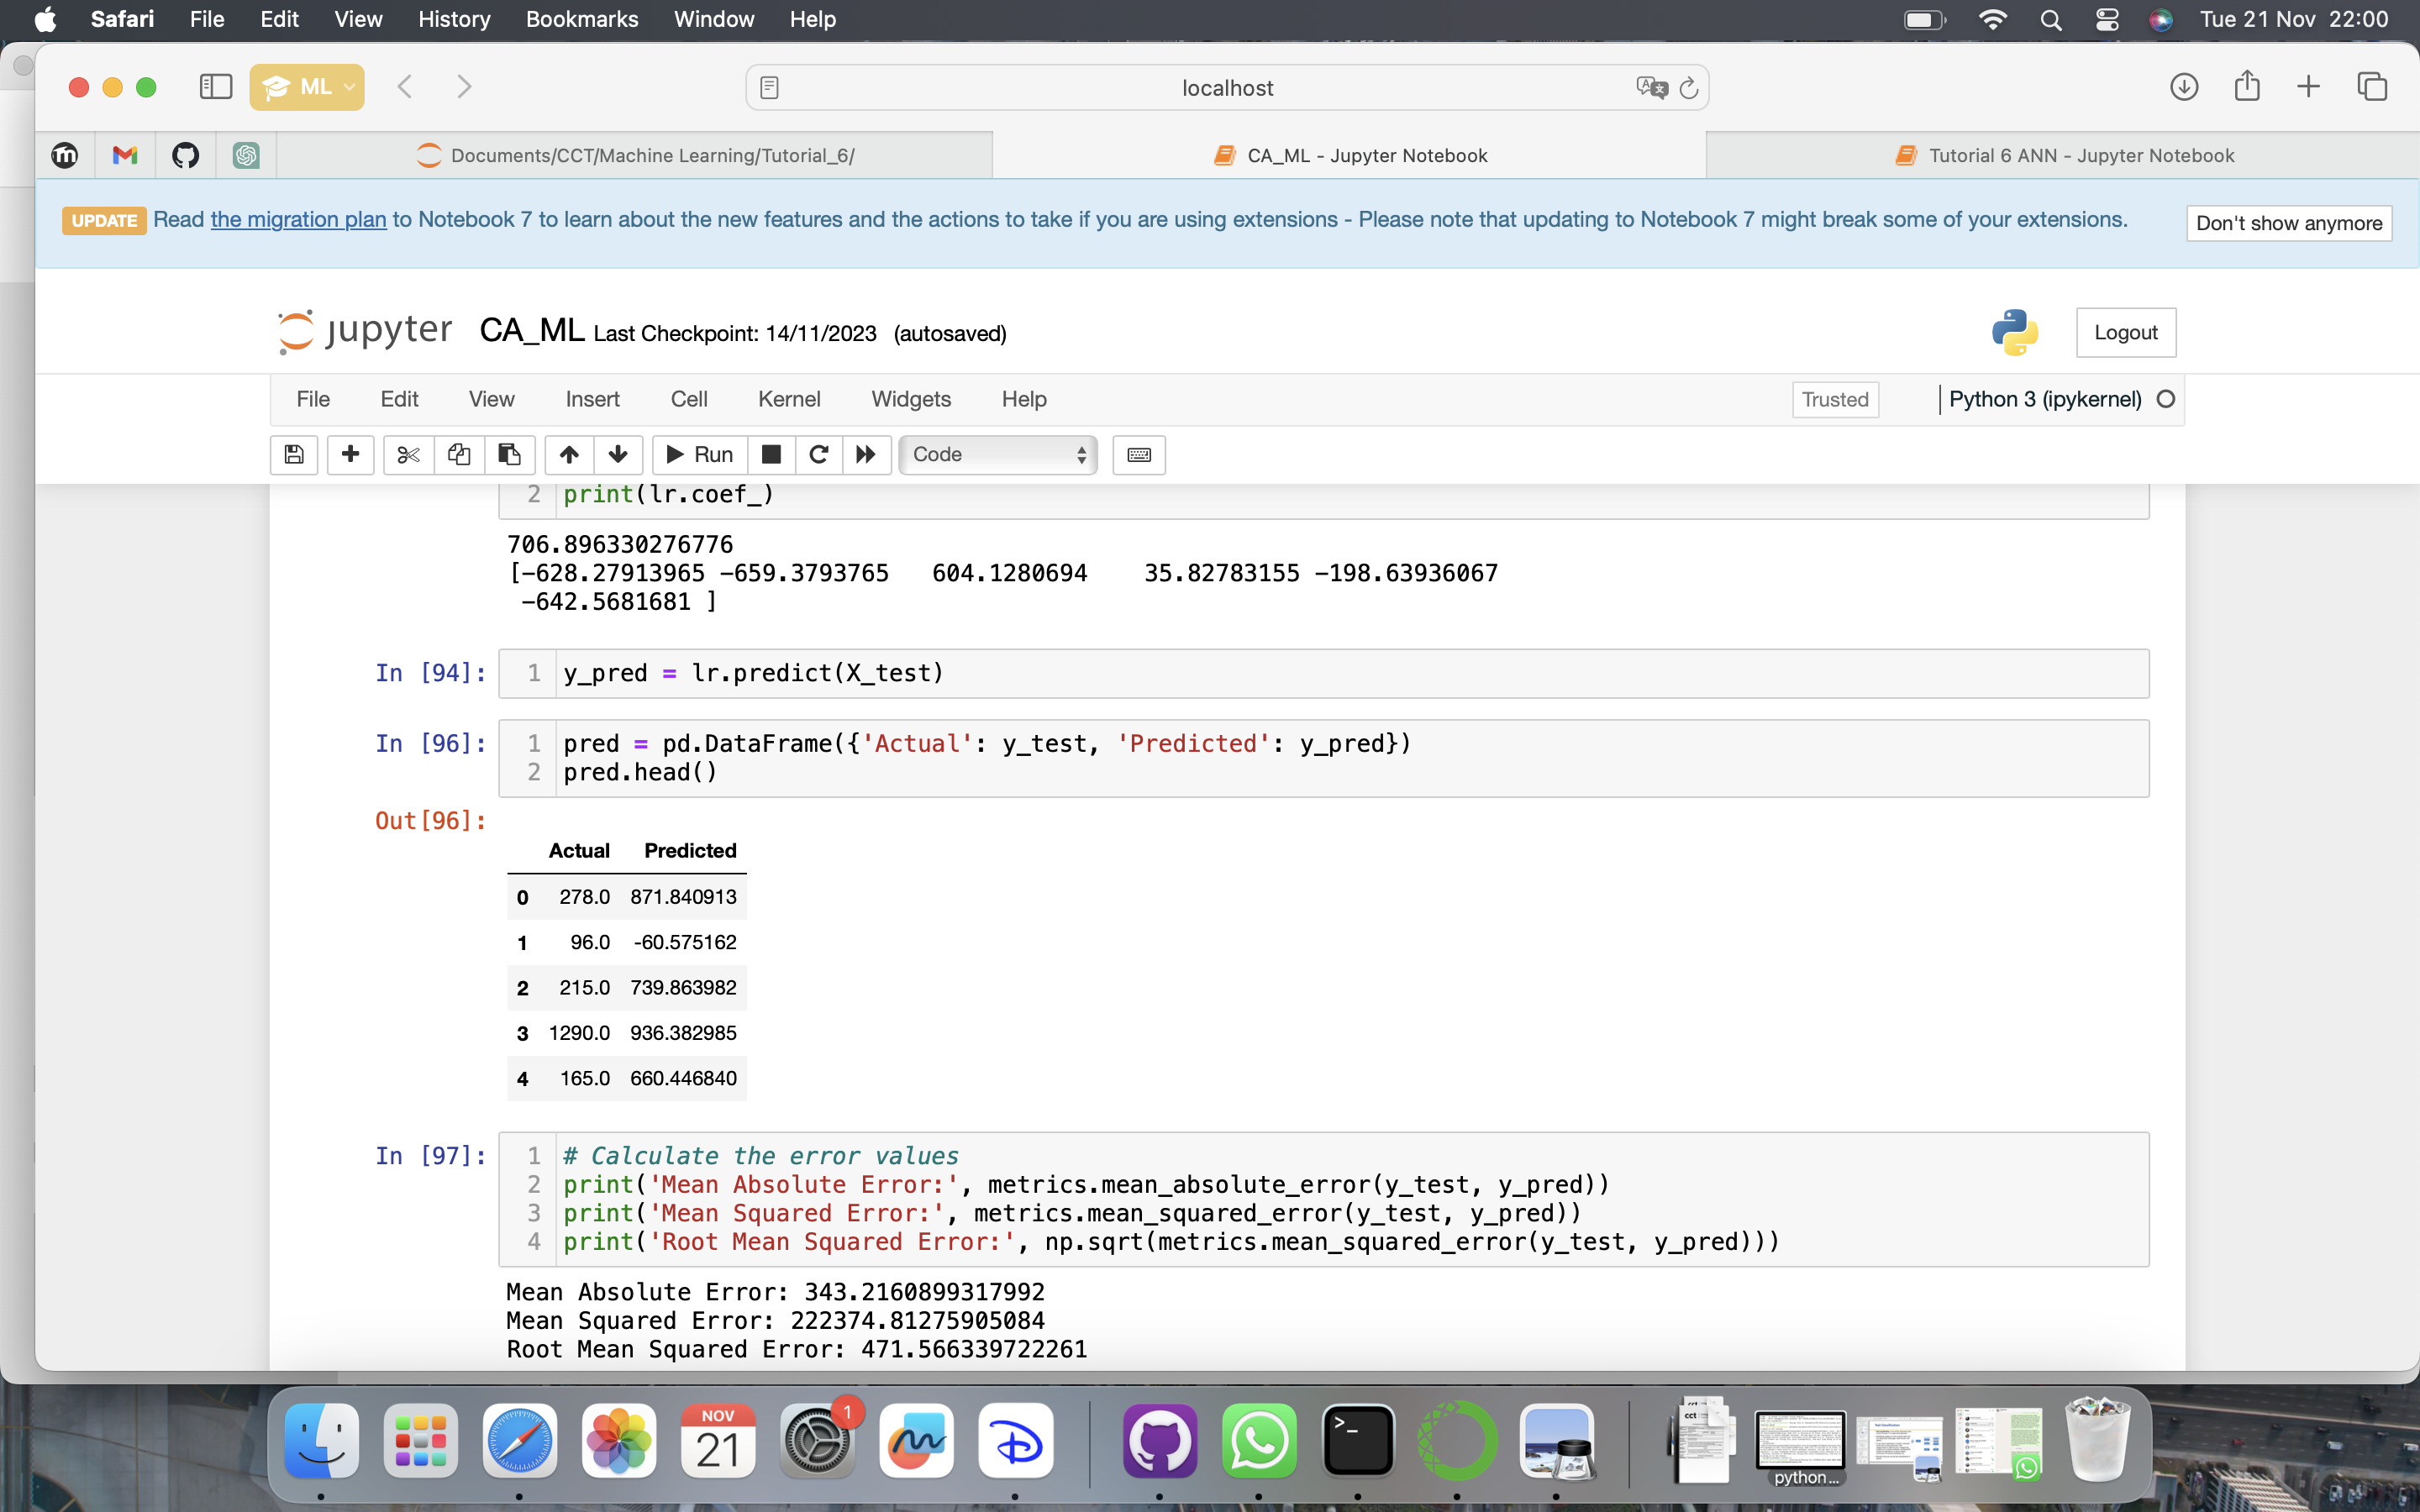 Safari File Edit View History Bookmarks Window Help Tue 21 Nov 22:00
ML localhost
Documents/CCT/Machine Learning/Tutorial_6/ CA_ML - Jupyter Notebook Tutorial 6 ANN - Jupyter Notebook
UPDATE Read the migration plan to Notebook 7 to learn about the new features and the actions to take if you are using extensions - Please note that updating to Notebook 7 might break some of your extensions. Don't show anymore
jupyter CA_ML Last Checkpoint: 14/11/2023 (autosaved) Logout
File Edit View Insert Cell Kernel Widgets Help Trusted Python 3 (ipykernel)
Run Code
2 print(lr.coef_)
706.896330276776
[-628.27913965 -659.3793765 604.1280694 35.82783155 -198.63936067
-642.5681681 ]
In [94]: 1 y_pred = lr.predict(X_test)
In [96]: 1 pred = pd.DataFrame({'Actual': y_test, 'Predicted': y_pred})
2 pred.head()
Out[96]:
Actual Predicted
0 278.0 871.840913
1 96.0 -60.575162
2 215.0 739.863982
3 1290.0 936.382985
4 165.0 660.446840
In [97]: 1 # Calculate the error values
2 print('Mean Absolute Error:', metrics.mean_absolute_error(y_test, y_pred))
3 print('Mean Squared Error:', metrics.mean_squared_error(y_test, y_pred))
4 print('Root Mean Squared Error:', np.sqrt(metrics.mean_squared_error(y_test, y_pred)))
Mean Absolute Error: 343.2160899317992
Mean Squared Error: 222374.81275905084
Root Mean Squared Error: 471.566339722261
NOV
21
1
cct
python...